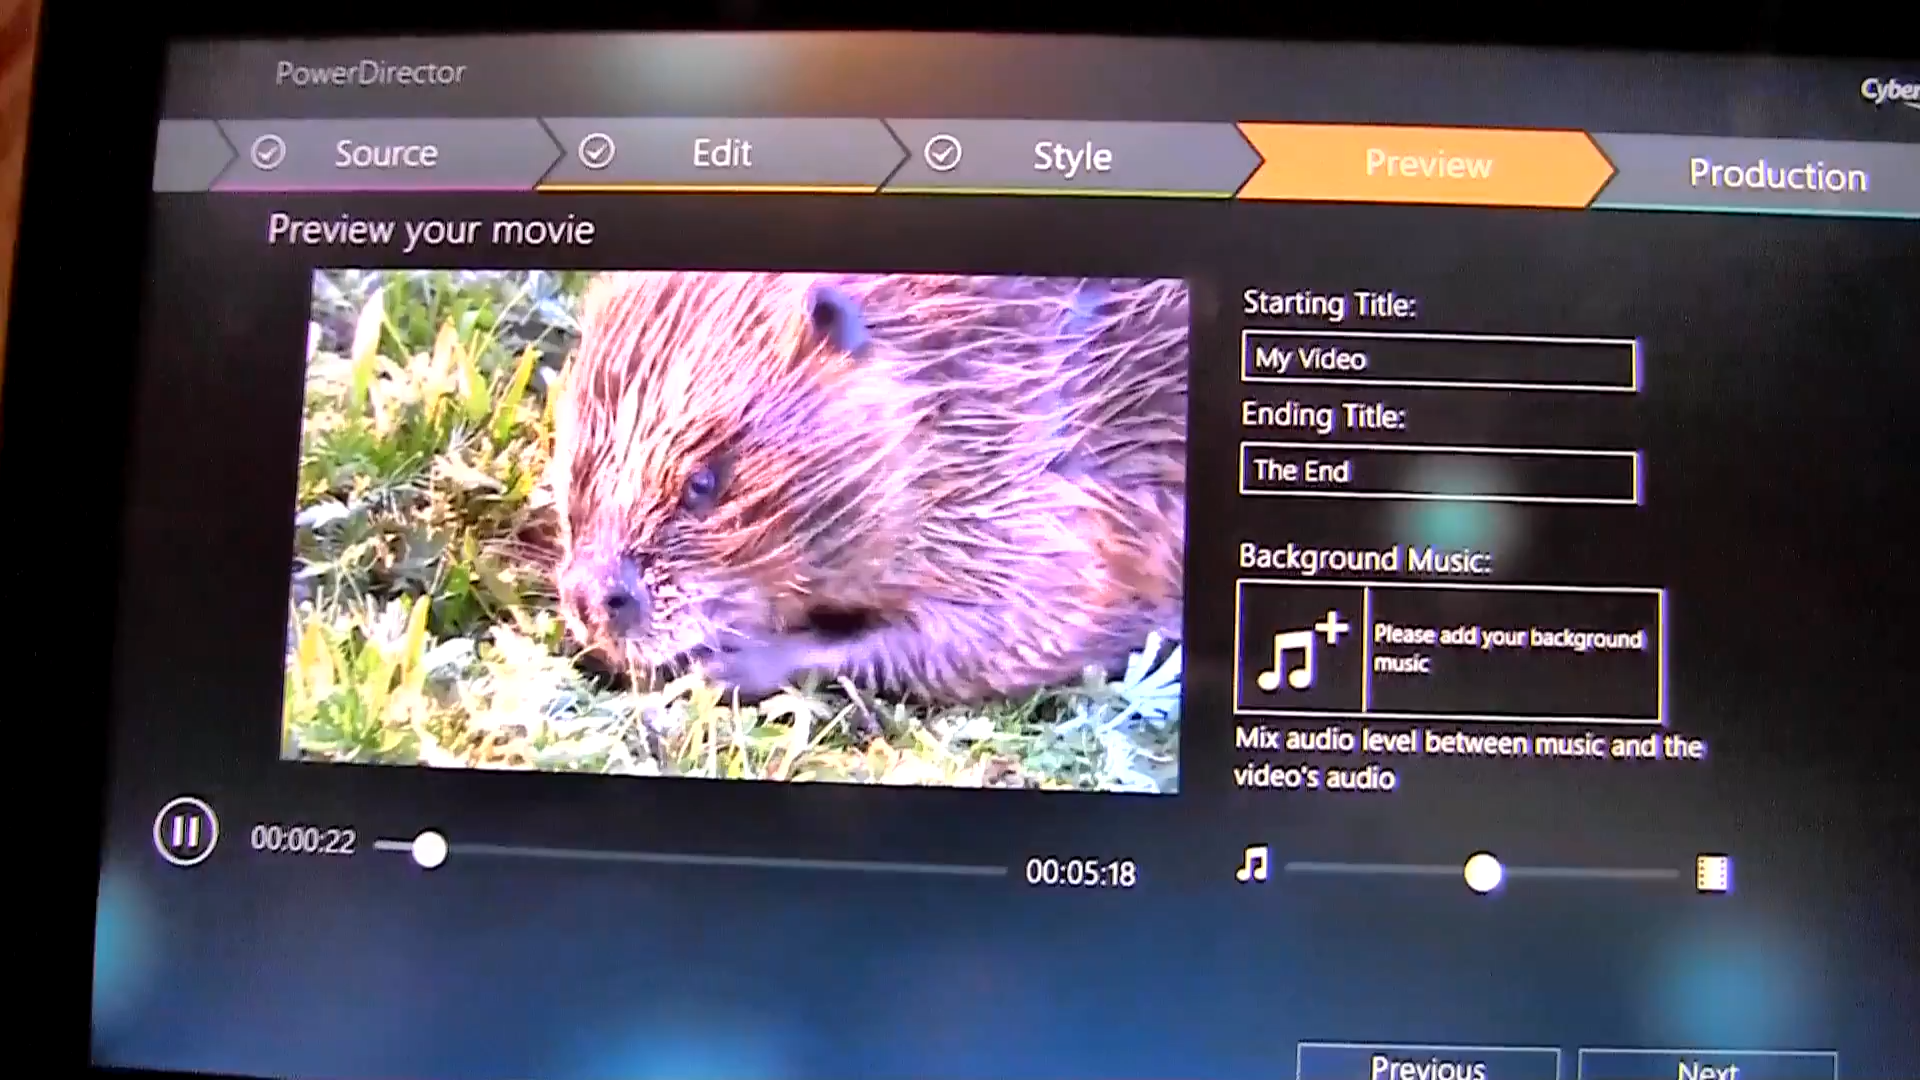 PowerDirector
Cyber
Source
Edit
Style
Preview
Production
Preview your movie
Starting Title:
My Video
Ending Title:
The End
Background Music:
Please add your background
music
Mix audio level between music and the
video's audio
00:00:22
00:05:18
Previous
Next